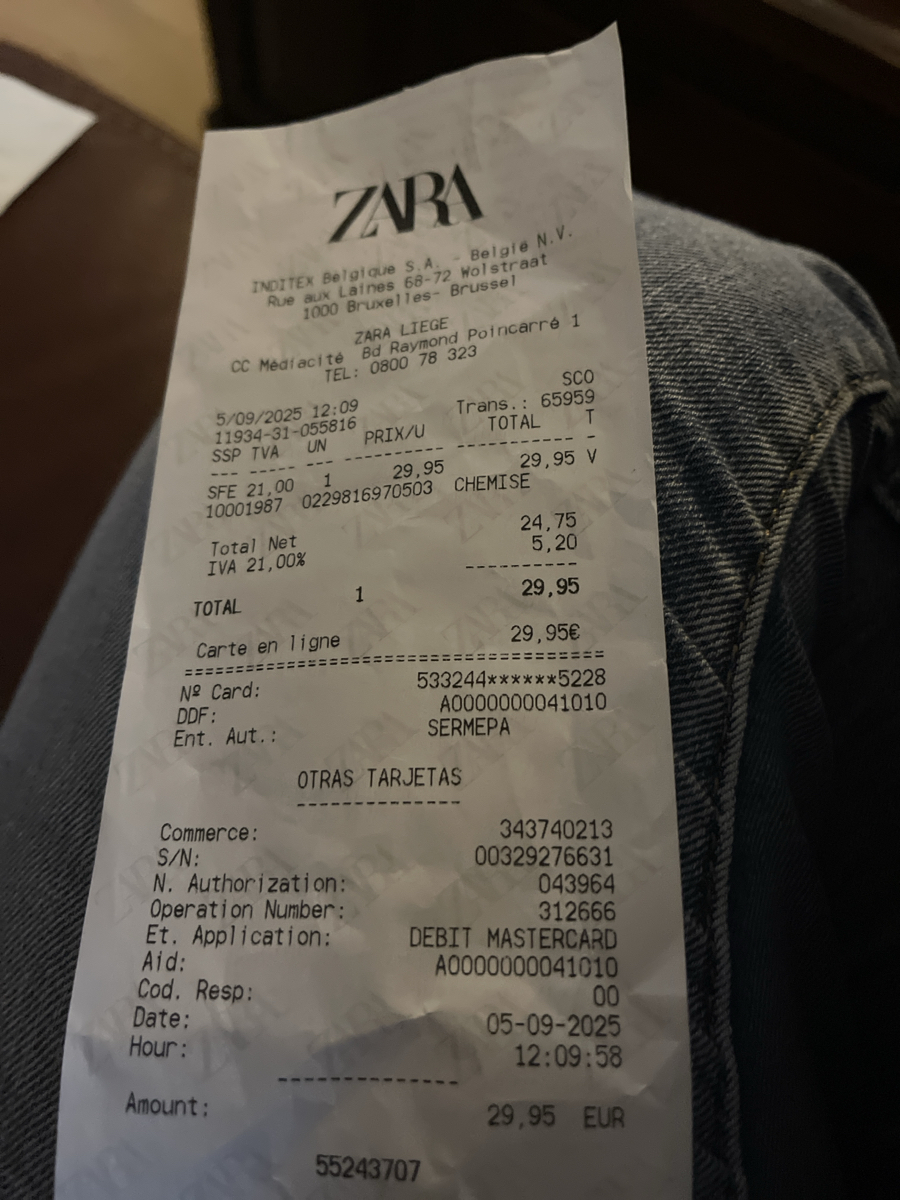 ZARA
INDITEX Belgique S.A. - België N.V.
Rue aux Laines 68-72 Wolstraat
1000 Bruxelles- Brussel
ZARA LIEGE
CC Médiacité Bd Raymond Poincarré 1
TEL: 0800 78 323
SCO
5/09/2025 12:09 Trans.: 65959
11934-31-055816
SSP TVA UN PRIX/U TOTAL T
--- ----- --- ---------- ---------- -
SFE 21,00 1 29,95 29,95 V
10001987 0229816970503 CHEMISE
Total Net 24,75
IVA 21,00% 5,20
----------
TOTAL 1 29,95
Carte en ligne 29,95€
========================================
Nº Card: 533244******5228
DDF: A0000000041010
Ent. Aut.: SERMEPA
OTRAS TARJETAS
--------------
Commerce: 343740213
S/N: 00329276631
N. Authorization: 043964
Operation Number: 312666
Et. Application: DEBIT MASTERCARD
Aid: A0000000041010
Cod. Resp: 00
Date: 05-09-2025
Hour: 12:09:58
--------------
Amount: 29,95 EUR
55243707